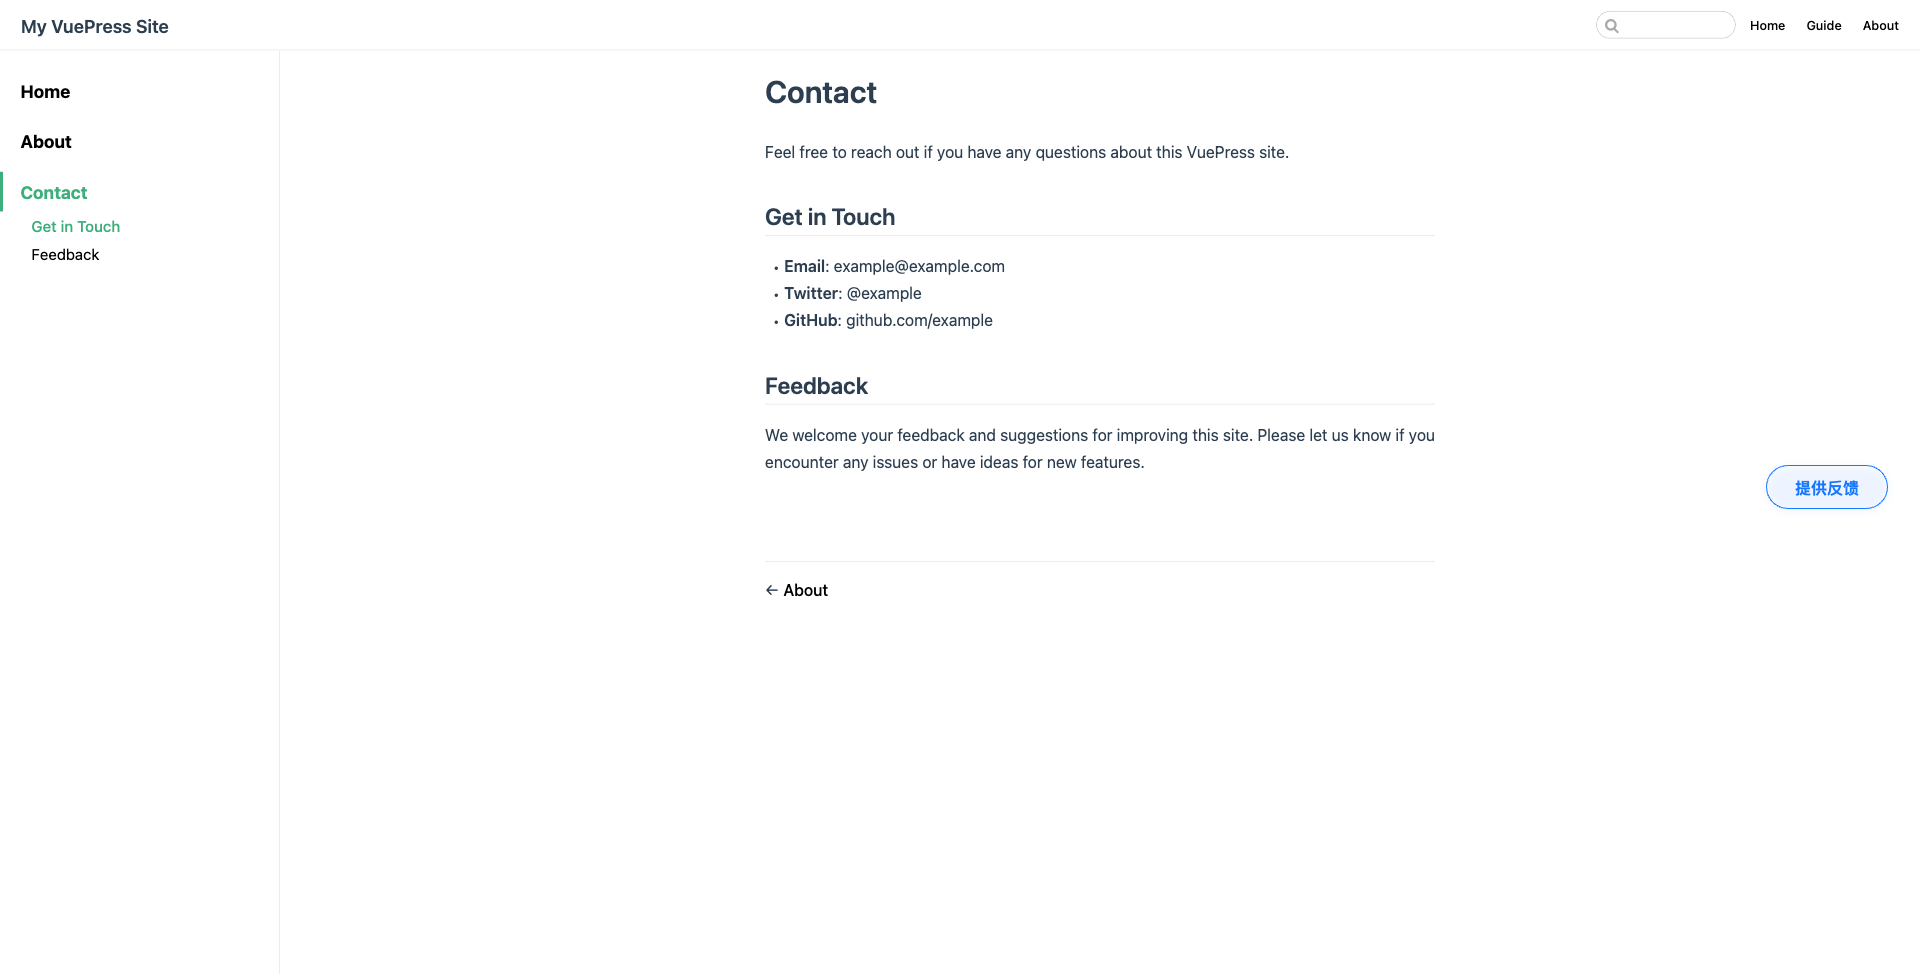 My VuePress Site
Home
Guide
About
Home
About
Contact
Get in Touch
Feedback
Contact
Feel free to reach out if you have any questions about this VuePress site.
Get in Touch
• Email: example@example.com
• Twitter: @example
• GitHub: github.com/example
Feedback
We welcome your feedback and suggestions for improving this site. Please let us know if you
encounter any issues or have ideas for new features.
提供反馈
← About